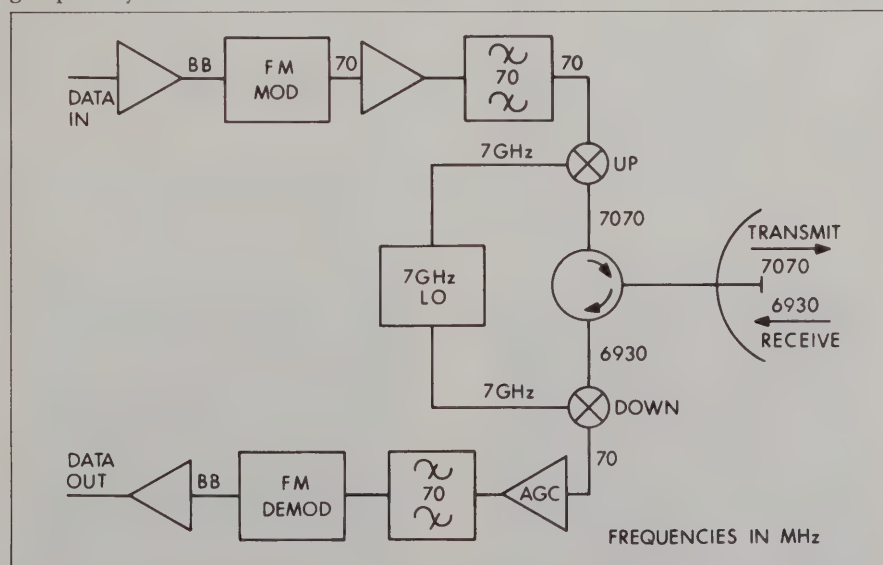 BB
70
70
FM
MOD
70
DATA
IN
7GHz
UP
7070
TRANSMIT
7070
7GHz
LO
6930
RECEIVE
6930
7GHz
DOWN
DATA
OUT
BB
FM
DEMOD
70
AGC
70
FREQUENCIES IN MHz